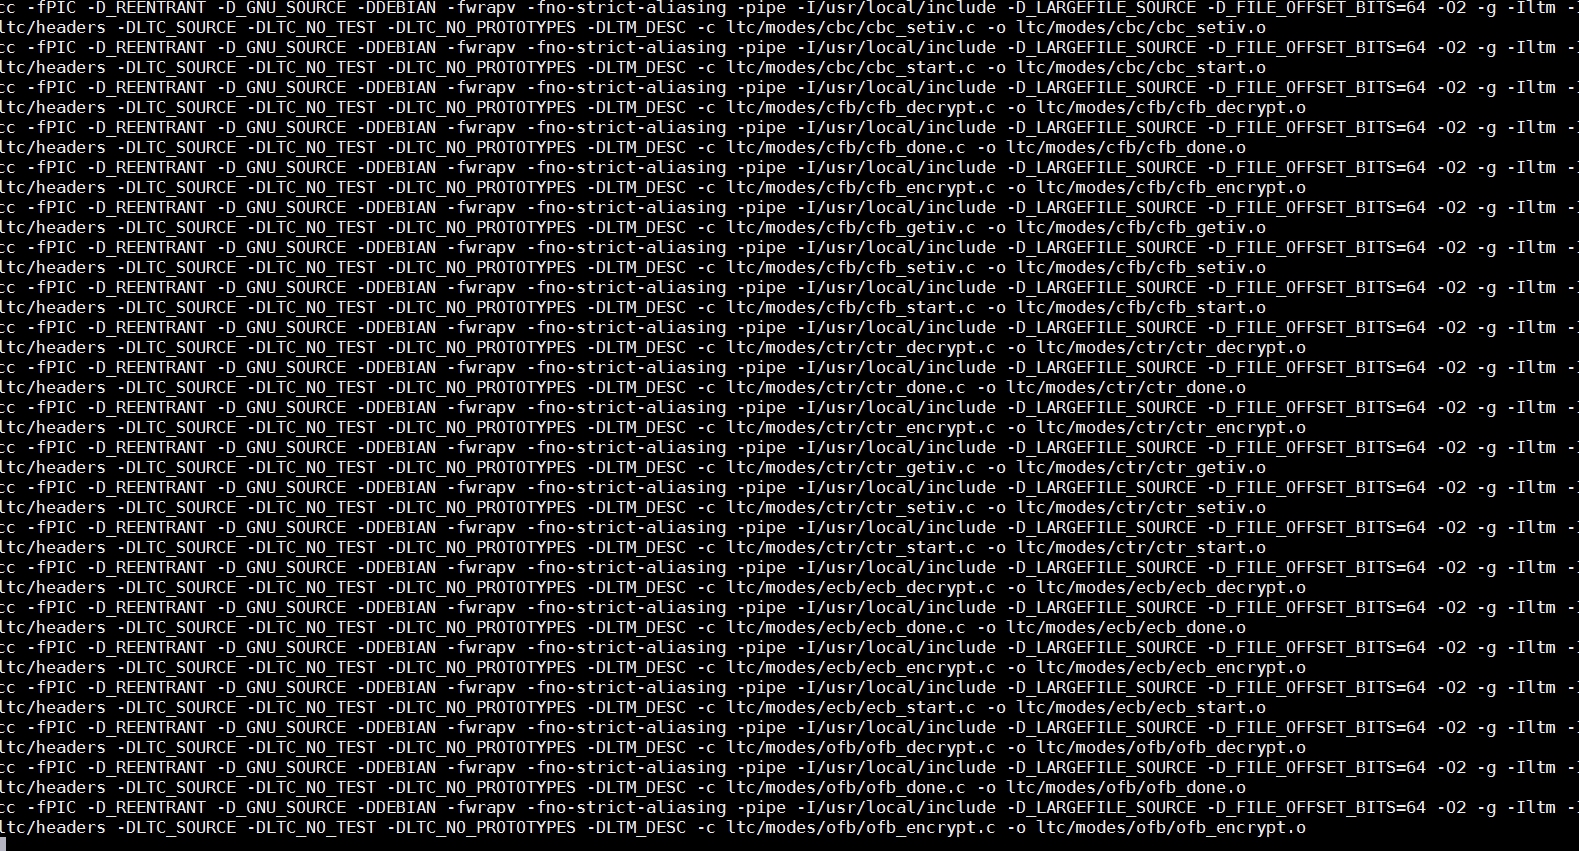 cc -fPIC -D_REENTRANT -D_GNU_SOURCE -DDEBIAN -fwrapv -fno-strict-aliasing -pipe -I/usr/local/include -D_LARGEFILE_SOURCE -D_FILE_OFFSET_BITS=64 -O2 -g -Iltm -I
ltc/headers -DLTC_SOURCE -DLTC_NO_TEST -DLTC_NO_PROTOTYPES -DLTM_DESC -c ltc/modes/cbc/cbc_setiv.c -o ltc/modes/cbc/cbc_setiv.o
cc -fPIC -D_REENTRANT -D_GNU_SOURCE -DDEBIAN -fwrapv -fno-strict-aliasing -pipe -I/usr/local/include -D_LARGEFILE_SOURCE -D_FILE_OFFSET_BITS=64 -O2 -g -Iltm -I
ltc/headers -DLTC_SOURCE -DLTC_NO_TEST -DLTC_NO_PROTOTYPES -DLTM_DESC -c ltc/modes/cbc/cbc_start.c -o ltc/modes/cbc/cbc_start.o
cc -fPIC -D_REENTRANT -D_GNU_SOURCE -DDEBIAN -fwrapv -fno-strict-aliasing -pipe -I/usr/local/include -D_LARGEFILE_SOURCE -D_FILE_OFFSET_BITS=64 -O2 -g -Iltm -I
ltc/headers -DLTC_SOURCE -DLTC_NO_TEST -DLTC_NO_PROTOTYPES -DLTM_DESC -c ltc/modes/cfb/cfb_decrypt.c -o ltc/modes/cfb/cfb_decrypt.o
cc -fPIC -D_REENTRANT -D_GNU_SOURCE -DDEBIAN -fwrapv -fno-strict-aliasing -pipe -I/usr/local/include -D_LARGEFILE_SOURCE -D_FILE_OFFSET_BITS=64 -O2 -g -Iltm -I
ltc/headers -DLTC_SOURCE -DLTC_NO_TEST -DLTC_NO_PROTOTYPES -DLTM_DESC -c ltc/modes/cfb/cfb_done.c -o ltc/modes/cfb/cfb_done.o
cc -fPIC -D_REENTRANT -D_GNU_SOURCE -DDEBIAN -fwrapv -fno-strict-aliasing -pipe -I/usr/local/include -D_LARGEFILE_SOURCE -D_FILE_OFFSET_BITS=64 -O2 -g -Iltm -I
ltc/headers -DLTC_SOURCE -DLTC_NO_TEST -DLTC_NO_PROTOTYPES -DLTM_DESC -c ltc/modes/cfb/cfb_encrypt.c -o ltc/modes/cfb/cfb_encrypt.o
cc -fPIC -D_REENTRANT -D_GNU_SOURCE -DDEBIAN -fwrapv -fno-strict-aliasing -pipe -I/usr/local/include -D_LARGEFILE_SOURCE -D_FILE_OFFSET_BITS=64 -O2 -g -Iltm -I
ltc/headers -DLTC_SOURCE -DLTC_NO_TEST -DLTC_NO_PROTOTYPES -DLTM_DESC -c ltc/modes/cfb/cfb_getiv.c -o ltc/modes/cfb/cfb_getiv.o
cc -fPIC -D_REENTRANT -D_GNU_SOURCE -DDEBIAN -fwrapv -fno-strict-aliasing -pipe -I/usr/local/include -D_LARGEFILE_SOURCE -D_FILE_OFFSET_BITS=64 -O2 -g -Iltm -I
ltc/headers -DLTC_SOURCE -DLTC_NO_TEST -DLTC_NO_PROTOTYPES -DLTM_DESC -c ltc/modes/cfb/cfb_setiv.c -o ltc/modes/cfb/cfb_setiv.o
cc -fPIC -D_REENTRANT -D_GNU_SOURCE -DDEBIAN -fwrapv -fno-strict-aliasing -pipe -I/usr/local/include -D_LARGEFILE_SOURCE -D_FILE_OFFSET_BITS=64 -O2 -g -Iltm -I
ltc/headers -DLTC_SOURCE -DLTC_NO_TEST -DLTC_NO_PROTOTYPES -DLTM_DESC -c ltc/modes/cfb/cfb_start.c -o ltc/modes/cfb/cfb_start.o
cc -fPIC -D_REENTRANT -D_GNU_SOURCE -DDEBIAN -fwrapv -fno-strict-aliasing -pipe -I/usr/local/include -D_LARGEFILE_SOURCE -D_FILE_OFFSET_BITS=64 -O2 -g -Iltm -I
ltc/headers -DLTC_SOURCE -DLTC_NO_TEST -DLTC_NO_PROTOTYPES -DLTM_DESC -c ltc/modes/ctr/ctr_decrypt.c -o ltc/modes/ctr/ctr_decrypt.o
cc -fPIC -D_REENTRANT -D_GNU_SOURCE -DDEBIAN -fwrapv -fno-strict-aliasing -pipe -I/usr/local/include -D_LARGEFILE_SOURCE -D_FILE_OFFSET_BITS=64 -O2 -g -Iltm -I
ltc/headers -DLTC_SOURCE -DLTC_NO_TEST -DLTC_NO_PROTOTYPES -DLTM_DESC -c ltc/modes/ctr/ctr_done.c -o ltc/modes/ctr/ctr_done.o
cc -fPIC -D_REENTRANT -D_GNU_SOURCE -DDEBIAN -fwrapv -fno-strict-aliasing -pipe -I/usr/local/include -D_LARGEFILE_SOURCE -D_FILE_OFFSET_BITS=64 -O2 -g -Iltm -I
ltc/headers -DLTC_SOURCE -DLTC_NO_TEST -DLTC_NO_PROTOTYPES -DLTM_DESC -c ltc/modes/ctr/ctr_encrypt.c -o ltc/modes/ctr/ctr_encrypt.o
cc -fPIC -D_REENTRANT -D_GNU_SOURCE -DDEBIAN -fwrapv -fno-strict-aliasing -pipe -I/usr/local/include -D_LARGEFILE_SOURCE -D_FILE_OFFSET_BITS=64 -O2 -g -Iltm -I
ltc/headers -DLTC_SOURCE -DLTC_NO_TEST -DLTC_NO_PROTOTYPES -DLTM_DESC -c ltc/modes/ctr/ctr_getiv.c -o ltc/modes/ctr/ctr_getiv.o
cc -fPIC -D_REENTRANT -D_GNU_SOURCE -DDEBIAN -fwrapv -fno-strict-aliasing -pipe -I/usr/local/include -D_LARGEFILE_SOURCE -D_FILE_OFFSET_BITS=64 -O2 -g -Iltm -I
ltc/headers -DLTC_SOURCE -DLTC_NO_TEST -DLTC_NO_PROTOTYPES -DLTM_DESC -c ltc/modes/ctr/ctr_setiv.c -o ltc/modes/ctr/ctr_setiv.o
cc -fPIC -D_REENTRANT -D_GNU_SOURCE -DDEBIAN -fwrapv -fno-strict-aliasing -pipe -I/usr/local/include -D_LARGEFILE_SOURCE -D_FILE_OFFSET_BITS=64 -O2 -g -Iltm -I
ltc/headers -DLTC_SOURCE -DLTC_NO_TEST -DLTC_NO_PROTOTYPES -DLTM_DESC -c ltc/modes/ctr/ctr_start.c -o ltc/modes/ctr/ctr_start.o
cc -fPIC -D_REENTRANT -D_GNU_SOURCE -DDEBIAN -fwrapv -fno-strict-aliasing -pipe -I/usr/local/include -D_LARGEFILE_SOURCE -D_FILE_OFFSET_BITS=64 -O2 -g -Iltm -I
ltc/headers -DLTC_SOURCE -DLTC_NO_TEST -DLTC_NO_PROTOTYPES -DLTM_DESC -c ltc/modes/ecb/ecb_decrypt.c -o ltc/modes/ecb/ecb_decrypt.o
cc -fPIC -D_REENTRANT -D_GNU_SOURCE -DDEBIAN -fwrapv -fno-strict-aliasing -pipe -I/usr/local/include -D_LARGEFILE_SOURCE -D_FILE_OFFSET_BITS=64 -O2 -g -Iltm -I
ltc/headers -DLTC_SOURCE -DLTC_NO_TEST -DLTC_NO_PROTOTYPES -DLTM_DESC -c ltc/modes/ecb/ecb_done.c -o ltc/modes/ecb/ecb_done.o
cc -fPIC -D_REENTRANT -D_GNU_SOURCE -DDEBIAN -fwrapv -fno-strict-aliasing -pipe -I/usr/local/include -D_LARGEFILE_SOURCE -D_FILE_OFFSET_BITS=64 -O2 -g -Iltm -I
ltc/headers -DLTC_SOURCE -DLTC_NO_TEST -DLTC_NO_PROTOTYPES -DLTM_DESC -c ltc/modes/ecb/ecb_encrypt.c -o ltc/modes/ecb/ecb_encrypt.o
cc -fPIC -D_REENTRANT -D_GNU_SOURCE -DDEBIAN -fwrapv -fno-strict-aliasing -pipe -I/usr/local/include -D_LARGEFILE_SOURCE -D_FILE_OFFSET_BITS=64 -O2 -g -Iltm -I
ltc/headers -DLTC_SOURCE -DLTC_NO_TEST -DLTC_NO_PROTOTYPES -DLTM_DESC -c ltc/modes/ecb/ecb_start.c -o ltc/modes/ecb/ecb_start.o
cc -fPIC -D_REENTRANT -D_GNU_SOURCE -DDEBIAN -fwrapv -fno-strict-aliasing -pipe -I/usr/local/include -D_LARGEFILE_SOURCE -D_FILE_OFFSET_BITS=64 -O2 -g -Iltm -I
ltc/headers -DLTC_SOURCE -DLTC_NO_TEST -DLTC_NO_PROTOTYPES -DLTM_DESC -c ltc/modes/ofb/ofb_decrypt.c -o ltc/modes/ofb/ofb_decrypt.o
cc -fPIC -D_REENTRANT -D_GNU_SOURCE -DDEBIAN -fwrapv -fno-strict-aliasing -pipe -I/usr/local/include -D_LARGEFILE_SOURCE -D_FILE_OFFSET_BITS=64 -O2 -g -Iltm -I
ltc/headers -DLTC_SOURCE -DLTC_NO_TEST -DLTC_NO_PROTOTYPES -DLTM_DESC -c ltc/modes/ofb/ofb_done.c -o ltc/modes/ofb/ofb_done.o
cc -fPIC -D_REENTRANT -D_GNU_SOURCE -DDEBIAN -fwrapv -fno-strict-aliasing -pipe -I/usr/local/include -D_LARGEFILE_SOURCE -D_FILE_OFFSET_BITS=64 -O2 -g -Iltm -I
ltc/headers -DLTC_SOURCE -DLTC_NO_TEST -DLTC_NO_PROTOTYPES -DLTM_DESC -c ltc/modes/ofb/ofb_encrypt.c -o ltc/modes/ofb/ofb_encrypt.o